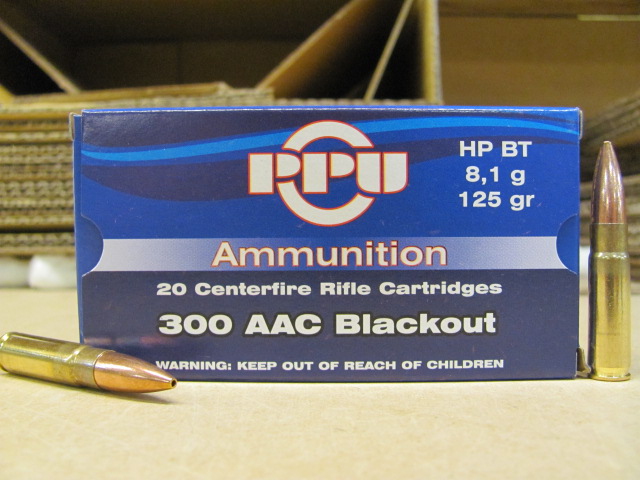 PPU
HP BT
8,1 g
125 gr
Ammunition
20 Centerfire Rifle Cartridges
300 AAC Blackout
WARNING: KEEP OUT OF REACH OF CHILDREN